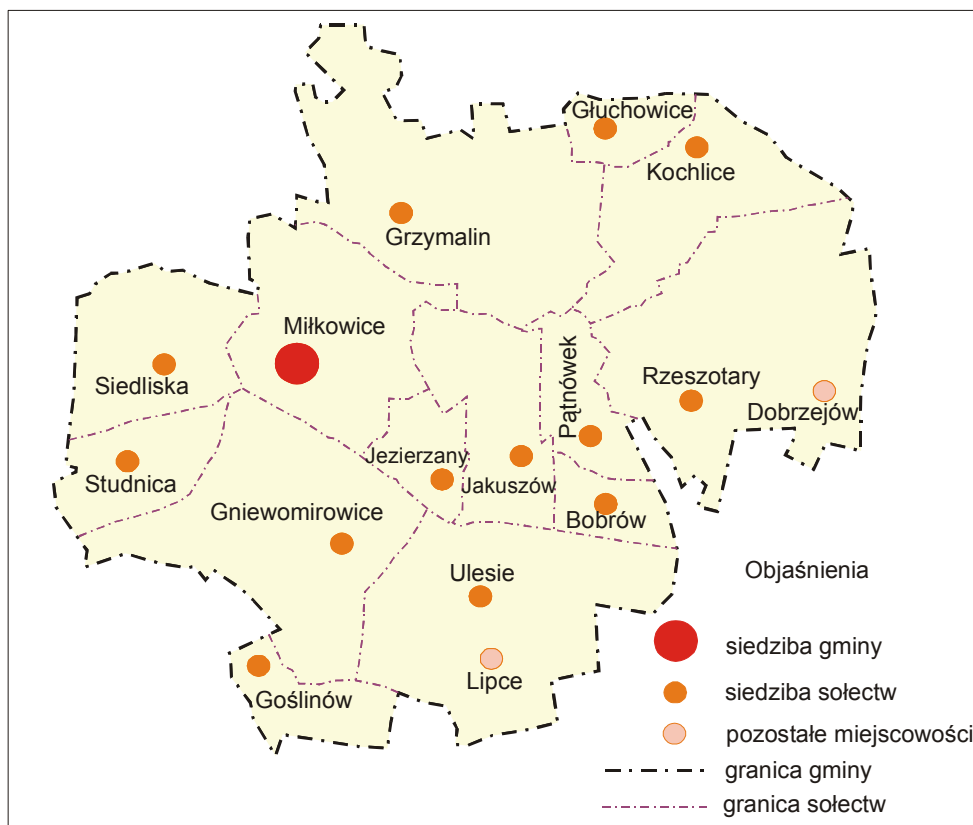 Głuchowice
Kochlice
Grzymalin
Miłkowice
Pątnówek
Siedliska
Rzeszotary
Dobrzejów
Jezierzany
Jakuszów
Studnica
Gniewomirowice
Bobrów
Ulesie
Lipce
Goślinów
Objaśnienia
siedziba gminy
siedziba sołectw
pozostałe miejscowości
granica gminy
granica sołectw